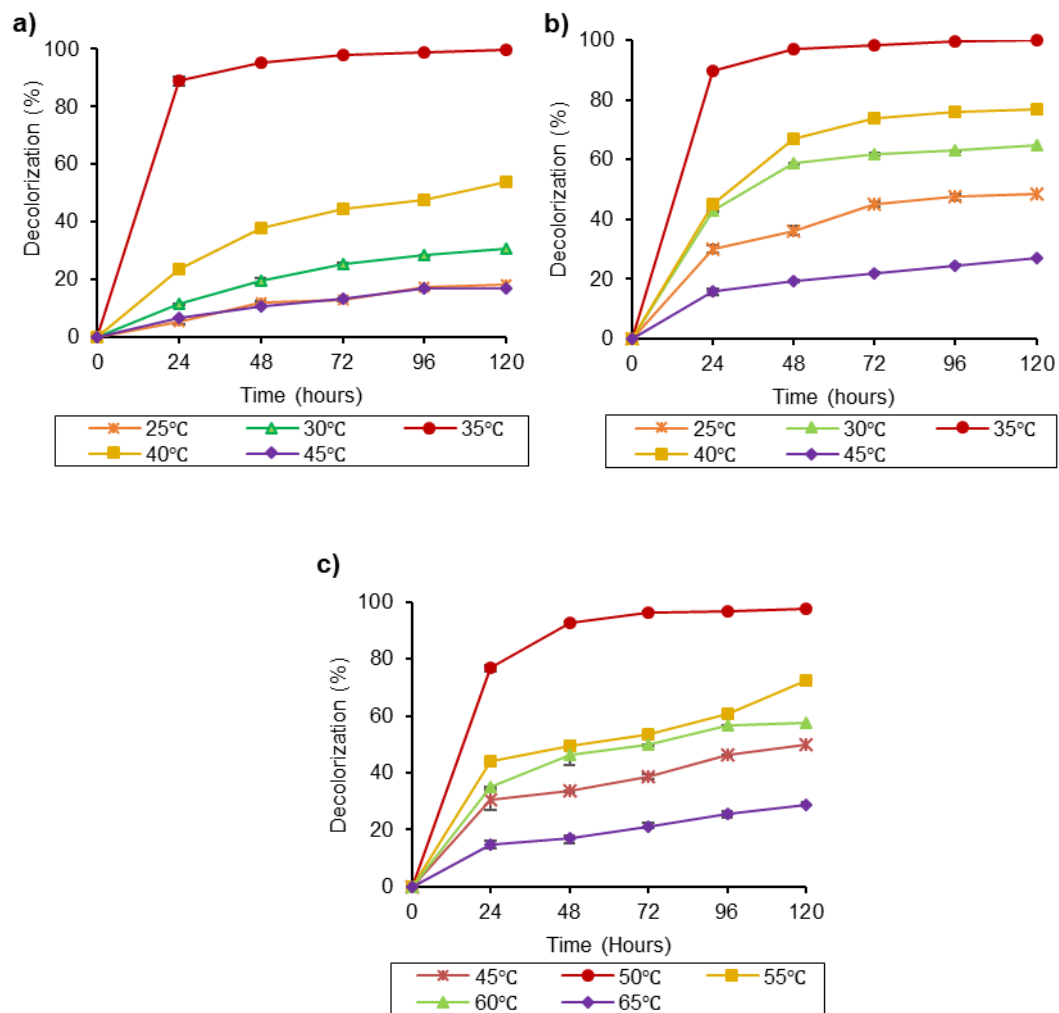 a)
Decolorization (%)
100
80
60
40
20
0
0 24 48 72 96 120
Time (hours)
25℃ 30℃ 35℃
40℃ 45℃
b)
Decolorization (%)
100
80
60
40
20
0
0 24 48 72 96 120
Time (hours)
25℃ 30℃ 35℃
40℃ 45℃
c)
Decolorization (%)
100
80
60
40
20
0
0 24 48 72 96 120
Time (Hours)
45℃ 50℃ 55℃
60℃ 65℃